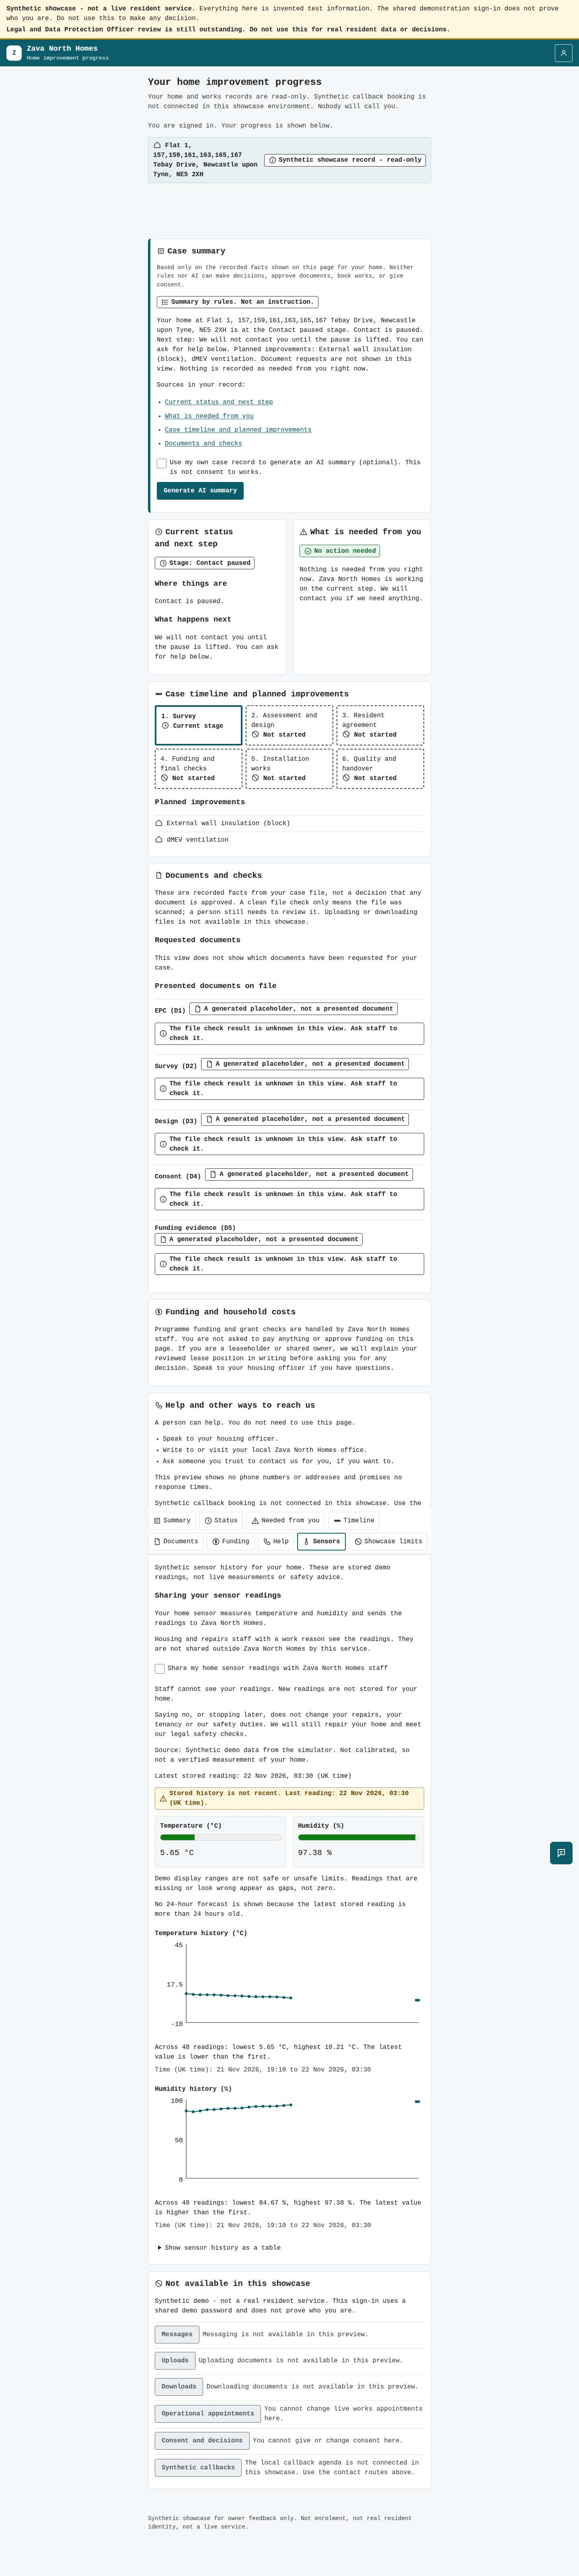 Synthetic showcase - not a live resident service. Everything here is invented test information. The shared demonstration sign-in does not prove
who you are. Do not use this to make any decision.
Legal and Data Protection Officer review is still outstanding. Do not use this for real resident data or decisions.
Z
Zava North Homes
Home improvement progress
Your home improvement progress
Your home and works records are read-only. Synthetic callback booking is
not connected in this showcase environment. Nobody will call you.
You are signed in. Your progress is shown below.
Flat 1,
157,159,161,163,165,167
Tebay Drive, Newcastle upon
Tyne, NE5 2XH
Synthetic showcase record - read-only
Case summary
Based only on the recorded facts shown on this page for your home. Neither
rules nor AI can make decisions, approve documents, book works, or give
consent.
Summary by rules. Not an instruction.
Your home at Flat 1, 157,159,161,163,165,167 Tebay Drive, Newcastle
upon Tyne, NE5 2XH is at the Contact paused stage. Contact is paused.
Next step: We will not contact you until the pause is lifted. You can
ask for help below. Planned improvements: External wall insulation
(block), dMEV ventilation. Document requests are not shown in this
view. Nothing is recorded as needed from you right now.
Sources in your record:
• Current status and next step
• What is needed from you
• Case timeline and planned improvements
• Documents and checks
Use my own case record to generate an AI summary (optional). This
is not consent to works.
Generate AI summary
Current status
and next step
Stage: Contact paused
Where things are
Contact is paused.
What happens next
We will not contact you until
the pause is lifted. You can ask
for help below.
What is needed from you
No action needed
Nothing is needed from you right
now. Zava North Homes is working
on the current step. We will
contact you if we need anything.
Case timeline and planned improvements
1. Survey
Current stage
2. Assessment and
design
Not started
3. Resident
agreement
Not started
4. Funding and
final checks
Not started
5. Installation
works
Not started
6. Quality and
handover
Not started
Planned improvements
External wall insulation (block)
dMEV ventilation
Documents and checks
These are recorded facts from your case file, not a decision that any
document is approved. A clean file check only means the file was
scanned; a person still needs to review it. Uploading or downloading
files is not available in this showcase.
Requested documents
This view does not show which documents have been requested for your
case.
Presented documents on file
EPC (D1) A generated placeholder, not a presented document
The file check result is unknown in this view. Ask staff to
check it.
Survey (D2) A generated placeholder, not a presented document
The file check result is unknown in this view. Ask staff to
check it.
Design (D3) A generated placeholder, not a presented document
The file check result is unknown in this view. Ask staff to
check it.
Consent (D4) A generated placeholder, not a presented document
The file check result is unknown in this view. Ask staff to
check it.
Funding evidence (D5)
A generated placeholder, not a presented document
The file check result is unknown in this view. Ask staff to
check it.
Funding and household costs
Programme funding and grant checks are handled by Zava North Homes
staff. You are not asked to pay anything or approve funding on this
page. If you are a leaseholder or shared owner, we will explain your
reviewed lease position in writing before asking you for any
decision. Speak to your housing officer if you have questions.
Help and other ways to reach us
A person can help. You do not need to use this page.
• Speak to your housing officer.
• Write to or visit your local Zava North Homes office.
• Ask someone you trust to contact us for you, if you want to.
This preview shows no phone numbers or addresses and promises no
response times.
Synthetic callback booking is not connected in this showcase. Use the
Summary
Status
Needed from you
Timeline
Documents
Funding
Help
Sensors
Showcase limits
Synthetic sensor history for your home. These are stored demo
readings, not live measurements or safety advice.
Sharing your sensor readings
Your home sensor measures temperature and humidity and sends the
readings to Zava North Homes.
Housing and repairs staff with a work reason see the readings. They
are not shared outside Zava North Homes by this service.
Share my home sensor readings with Zava North Homes staff
Staff cannot see your readings. New readings are not stored for your
home.
Saying no, or stopping later, does not change your repairs, your
tenancy or our safety duties. We will still repair your home and meet
our legal safety checks.
Source: Synthetic demo data from the simulator. Not calibrated, so
not a verified measurement of your home.
Latest stored reading: 22 Nov 2026, 03:30 (UK time)
Stored history is not recent. Last reading: 22 Nov 2026, 03:30
(UK time).
Temperature (°C)
5.65 °C
Humidity (%)
97.38 %
Demo display ranges are not safe or unsafe limits. Readings that are
missing or look wrong appear as gaps, not zero.
No 24-hour forecast is shown because the latest stored reading is
more than 24 hours old.
Temperature history (°C)
45
17.5
-10
Across 48 readings: lowest 5.65 °C, highest 10.21 °C. The latest
value is lower than the first.
Time (UK time): 21 Nov 2026, 19:10 to 22 Nov 2026, 03:30
Humidity history (%)
100
50
0
Across 48 readings: lowest 84.67 %, highest 97.38 %. The latest value
is higher than the first.
Time (UK time): 21 Nov 2026, 19:10 to 22 Nov 2026, 03:30
Show sensor history as a table
Not available in this showcase
Synthetic demo - not a real resident service. This sign-in uses a
shared demo password and does not prove who you are.
Messages Messaging is not available in this preview.
Uploads Uploading documents is not available in this preview.
Downloads Downloading documents is not available in this preview.
Operational appointments You cannot change live works appointments
here.
Consent and decisions You cannot give or change consent here.
Synthetic callbacks The local callback agenda is not connected in
this showcase. Use the contact routes above.
Synthetic showcase for owner feedback only. Not enrolment, not real resident
identity, not a live service.